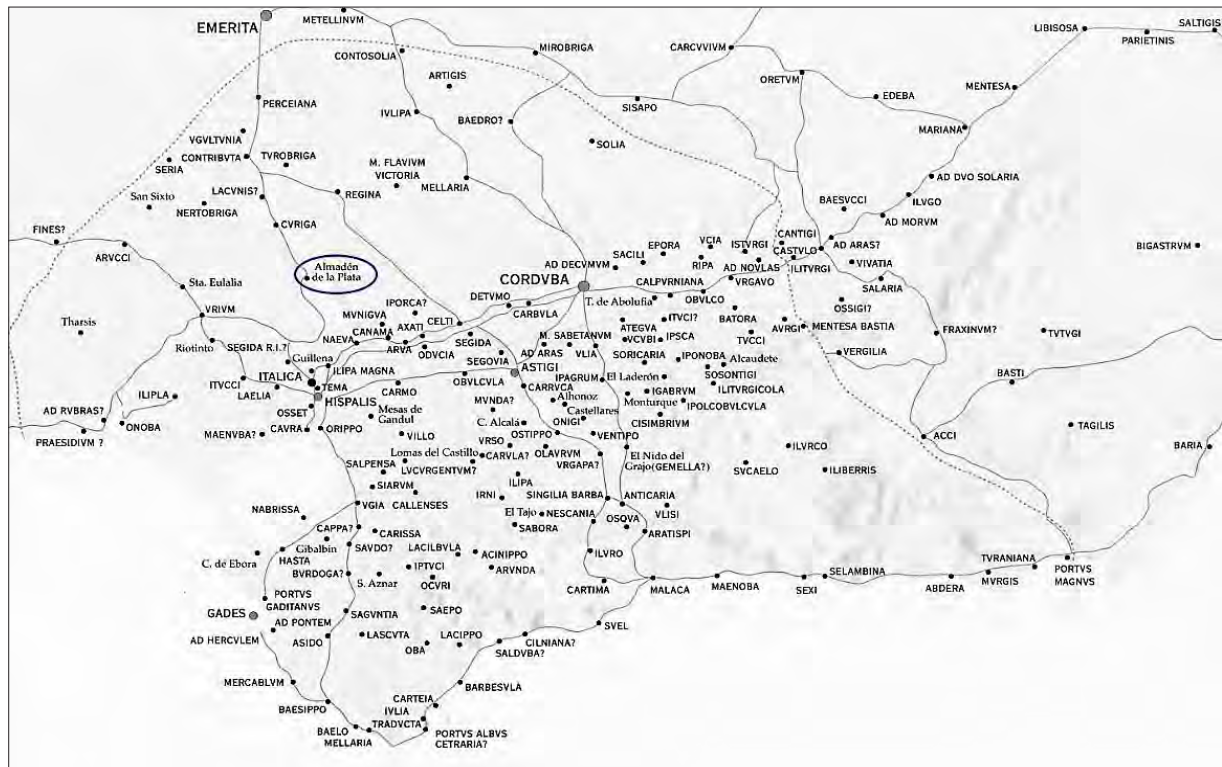 EMERITA
METELLINVM
LIBISOSA
SALTIGIS
PARIETINIS
CONTOSOLIA
MIROBRIGA
CARCVVIVM
ARTIGIS
ORETVM
EDEBA
MENTESA
PERCEIANA
IVLIPA
BAEDRO?
SISAPO
MARIANA
VGVLTVNIA
SOLIA
CONTRIBVTA
TVROBRIGA
SERIA
M. FLAVIVM
VICTORIA
MELLARIA
AD DVO SOLARIA
San Sixto
LACVNIS?
REGINA
NERTOBRIGA
BAESVCCI
ILVGO
AD MORVM
CVRIGA
FINES?
ARVCCI
CANTIGI
CASTVLO
AD ARAS?
BIGASTRVM
EPORA
VCIA
ISTVRGI
SACILI
AD DECVMVM
RIPA
AD NOVLAS
ILITVRGI
VIVATIA
Almadén
de la Plata
Sta. Eulalia
CORDVBA
CALPVRNIANA
VRGAVO
SALARIA
T. de Abolufia
OBVLCO
OSSIGI?
VRIVM
IPORCA?
DETVMO
CARBVLA
MVNIGVA
CELTI
Tharsis
CANAMA
AXATI
ATEGVA
ITVCI?
BATORA
AVRGI
MENTESA BASTIA
FRAXINVM?
TVTVGI
Riotinto
SEGIDA R.I.?
NAEVA
ARVA
ODVCIA
SEGIDA
M. SABETANVM
VCVBI
IPSCA
TVCCI
SEGOVIA
AD ARAS
VLIA
SORICARIA
IPONOBA
Alcaudete
VERGILIA
Guillena
ILIPA MAGNA
ASTIGI
SOSONTIGI
ITVCCI
ITALICA
TEMA
LAELIA
CARMO
OBVLCVLA
CARRVCA
IPAGRUM
El Laderón
ILITVRGICOLA
BASTI
ILIPLA
HISPALIS
IGABRVM
AD RVBRAS?
OSSET
Mesas de
Gandul
MVNDA?
Alhonoz
Castellares
Monturque
IPOLCOBVLCVLA
ONOBA
CISIMBRIVM
PRAESIDIVM ?
MAENVBA?
CAVRA
ORIPPO
VILLO
C. Alcalá
ONIGI
VENTIPO
ACCI
TAGILIS
VRSO
OSTIPPO
BARIA
Lomas del Castillo
CARVLA?
OLAVRVM
El Nido del
Grajo(GEMELLA?)
ILVRCO
SALPENSA
LVCVRGENTVM?
VRGAPA?
SVCAELO
ILIBERRIS
ILIPA
SIARVM
CALLENSES
IRNI
SINGILIA BARBA
ANTICARIA
NABRISSA
VGIA
El Tajo
NESCANIA
VLISI
OSQVA
SABORA
ARATISPI
CAPPA?
CARISSA
Gibalbín
SAVDO?
LACILBVLA
ACINIPPO
ILVRO
C. de Ebora
HASTA
TVRANIANA
BVRDOGA?
S. Aznar
IPTVCI
ARVNDA
PORTVS
MAGNVS
OCVRI
CARTIMA
MALACA
MAENOBA
SEXI
SELAMBINA
ABDERA
MVRGIS
PORTVS
GADITANVS
GADES
SAGVNTIA
SAEPO
AD PONTEM
SVEL
AD HERCVLEM
ASIDO
LASCVTA
LACIPPO
CILNIANA?
OBA
SALDVBA?
MERCABLVM
BARBESVLA
BAESIPPO
CARTEIA
IVLIA
TRADVCTA
BAELO
MELLARIA
PORTVS ALBVS
CETRARIA?